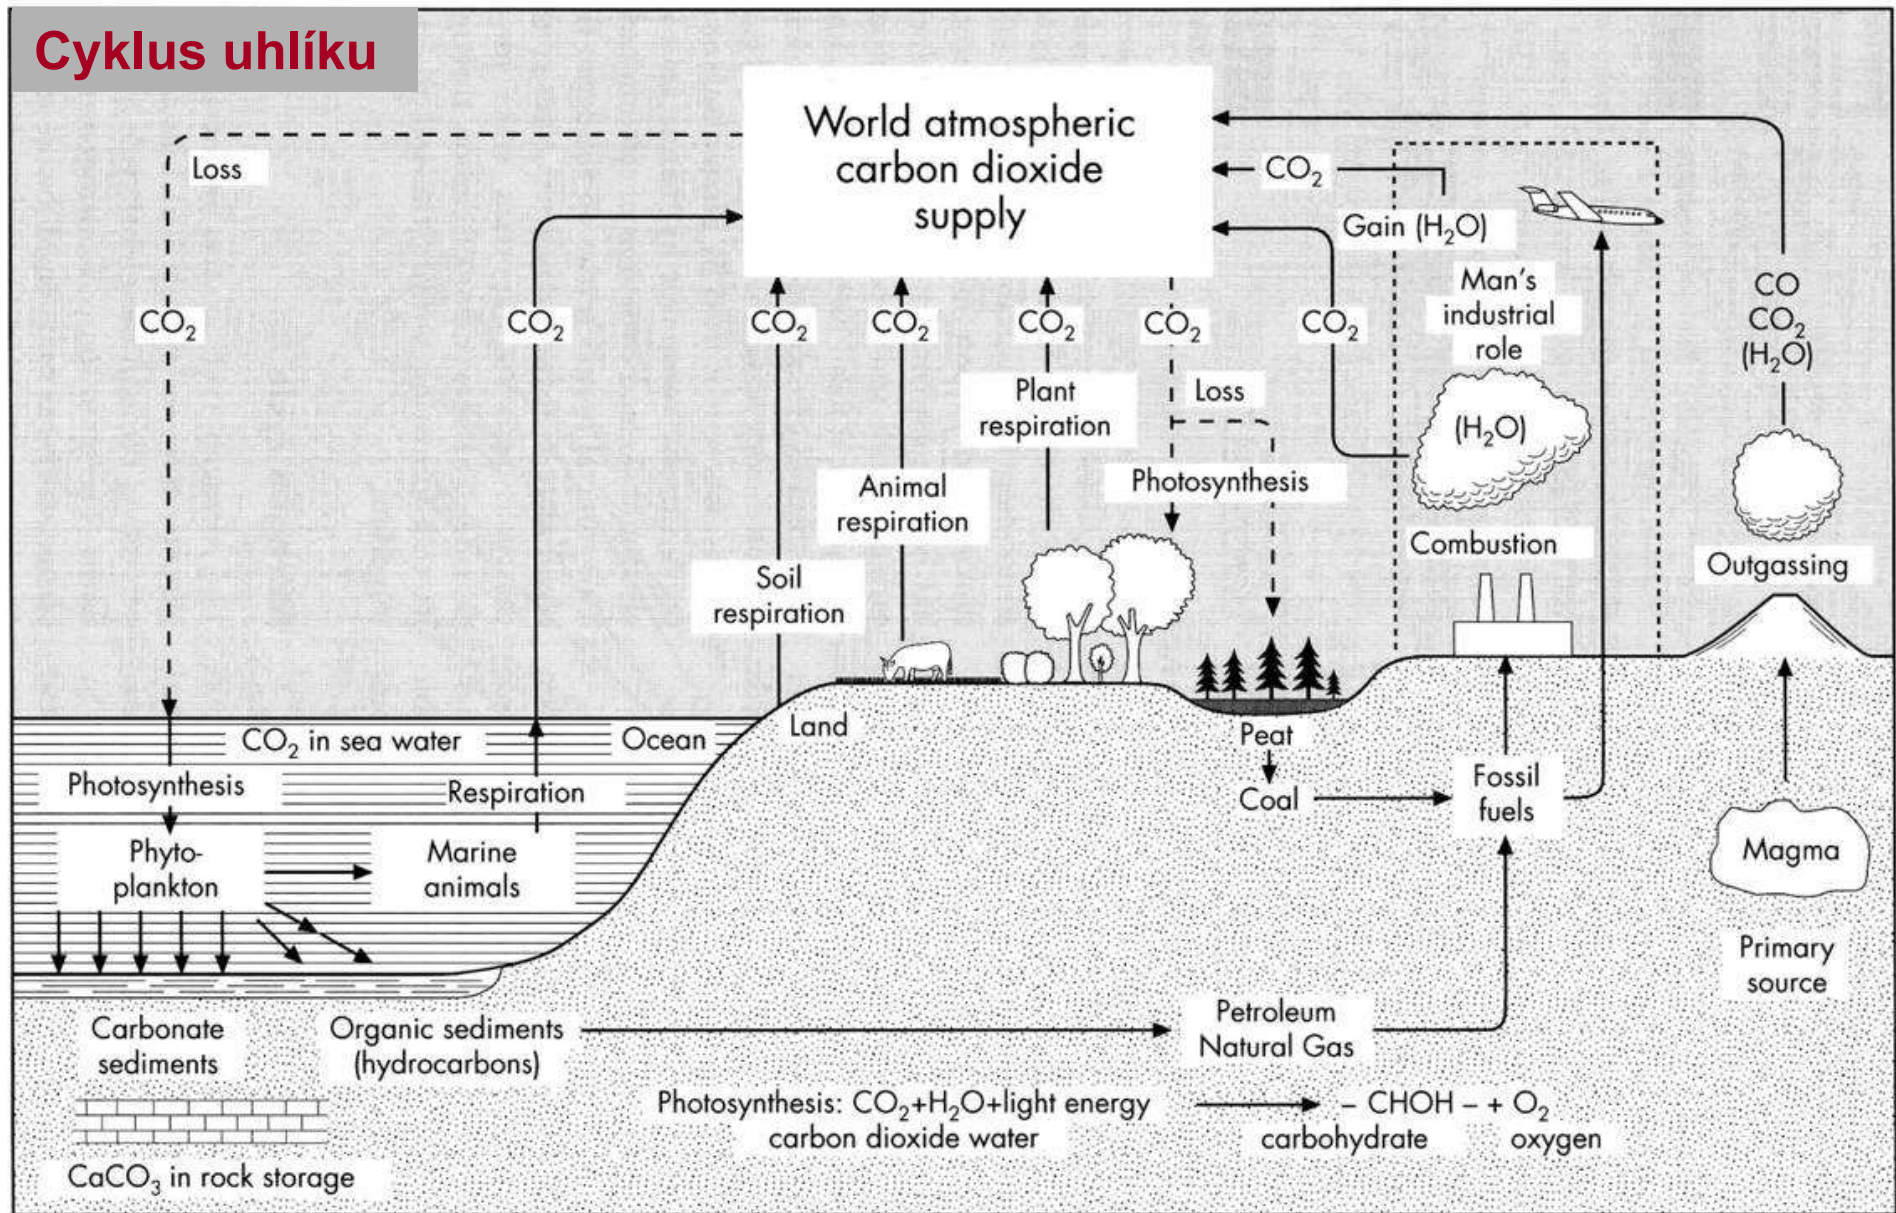 Cyklus uhlíku
World atmospheric
carbon dioxide
supply
Loss
CO₂
Gain (H₂O)
Man's
industrial
role
CO
CO₂
(H₂O)
CO₂
CO₂
CO₂
CO₂
CO₂
CO₂
CO₂
Plant
respiration
Loss
(H₂O)
Animal
respiration
Photosynthesis
Combustion
Outgassing
Soil
respiration
Land
CO₂ in sea water
Ocean
Peat
Photosynthesis
Respiration
Coal
Fossil
fuels
Phyto-
plankton
Marine
animals
Magma
Primary
source
Carbonate
sediments
Organic sediments
(hydrocarbons)
Petroleum
Natural Gas
Photosynthesis: CO₂+H₂O+light energy
– CHOH – + O₂
carbon dioxide water
carbohydrate oxygen
CaCO₃ in rock storage